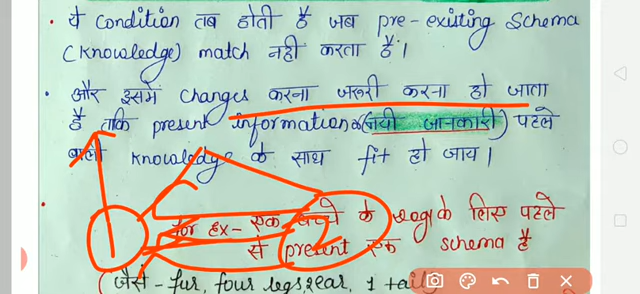 • ये condition तब होती है जब pre-existing Schema
(knowledge) match नही करता है।
• और इसमे changes करना जरुरी करना हो जाता
है ताकि present information (नयी जानकारी) पहले
वाली knowledge के साथ fit हो जाय।
for Ex- एक बच्चे के dog के लिए पहले
से present एक schema है
(जैसे - fur, four legs, ear, 1 tail,